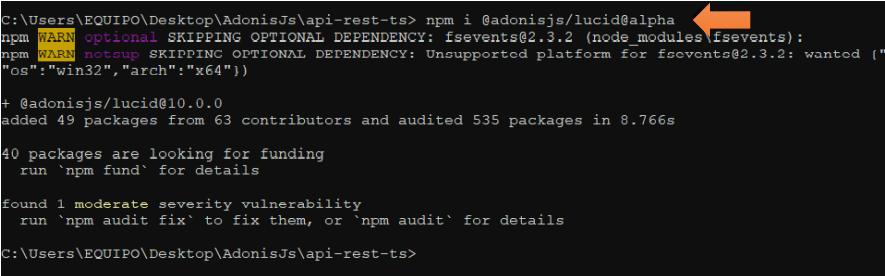 C:\Users\EQUIPO\Desktop\AdonisJs\api-rest-ts> npm i @adonisjs/lucid@alpha
npm WARN optional SKIPPING OPTIONAL DEPENDENCY: fsevents@2.3.2 (node_modules\fsevents):
npm WARN notsup SKIPPING OPTIONAL DEPENDENCY: Unsupported platform for fsevents@2.3.2: wanted {"
"os":"win32","arch":"x64"})
+ @adonisjs/lucid@10.0.0
added 49 packages from 63 contributors and audited 535 packages in 8.766s
40 packages are looking for funding
run `npm fund` for details
found 1 moderate severity vulnerability
run `npm audit fix` to fix them, or `npm audit` for details
C:\Users\EQUIPO\Desktop\AdonisJs\api-rest-ts>